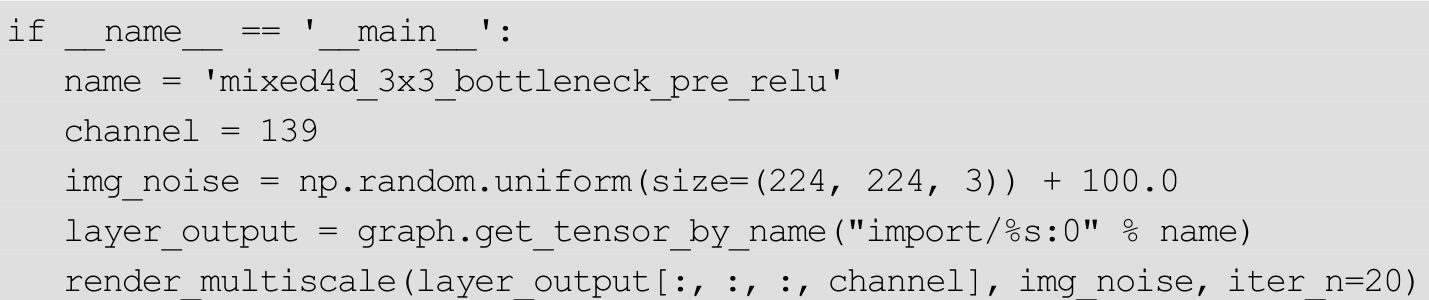 if __name__ == '__main__':
   name = 'mixed4d_3x3_bottleneck_pre_relu'
   channel = 139
   img_noise = np.random.uniform(size=(224, 224, 3)) + 100.0
   layer_output = graph.get_tensor_by_name("import/%s:0" % name)
   render_multiscale(layer_output[:, :, :, channel], img_noise, iter_n=20)